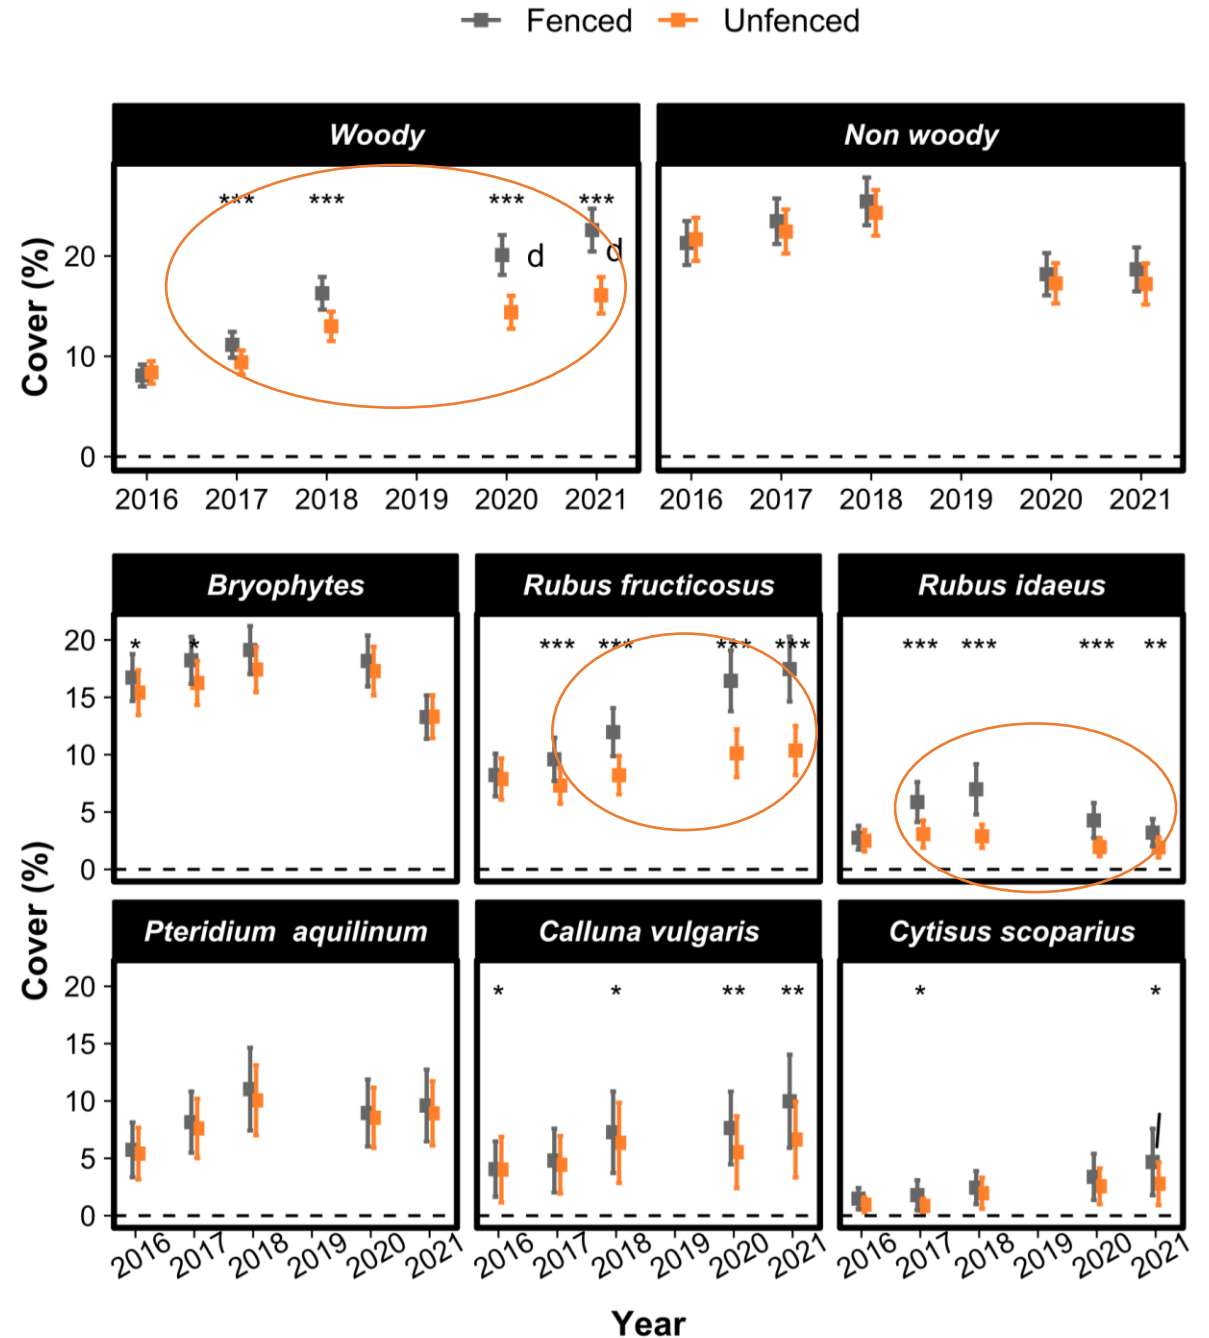 Fenced Unfenced
Woody Non woody
*** *** *** *** 
d d
Cover (%)
20
10
0
2016 2017 2018 2019 2020 2021 2016 2017 2018 2019 2020 2021
Bryophytes Rubus fructicosus Rubus idaeus
* * *** *** *** *** *** *** *** **
20
15
10
5
0
Cover (%)
Pteridium aquilinum Calluna vulgaris Cytisus scoparius
* * ** ** * *
20
15
10
5
0
2016 2017 2018 2019 2020 2021 2016 2017 2018 2019 2020 2021 2016 2017 2018 2019 2020 2021
Year